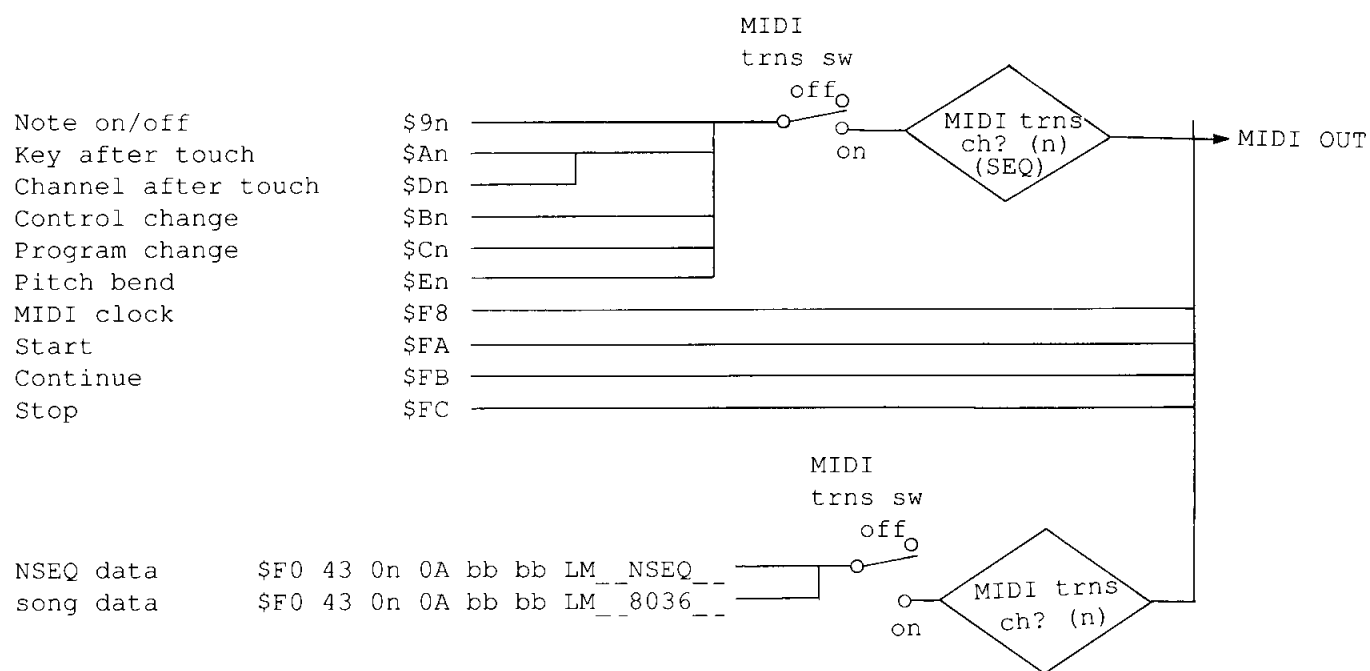 MIDI
trns sw
off
Note on/off $9n
MIDI trns
ch? (n)
(SEQ)
on
MIDI OUT
Key after touch $An
Channel after touch $Dn
Control change $Bn
Program change $Cn
Pitch bend $En
MIDI clock $F8
Start $FA
Continue $FB
Stop $FC
MIDI
trns sw
off
NSEQ data $F0 43 0n 0A bb bb LM__NSEQ__
song data $F0 43 0n 0A bb bb LM__8036__
on
MIDI trns
ch? (n)